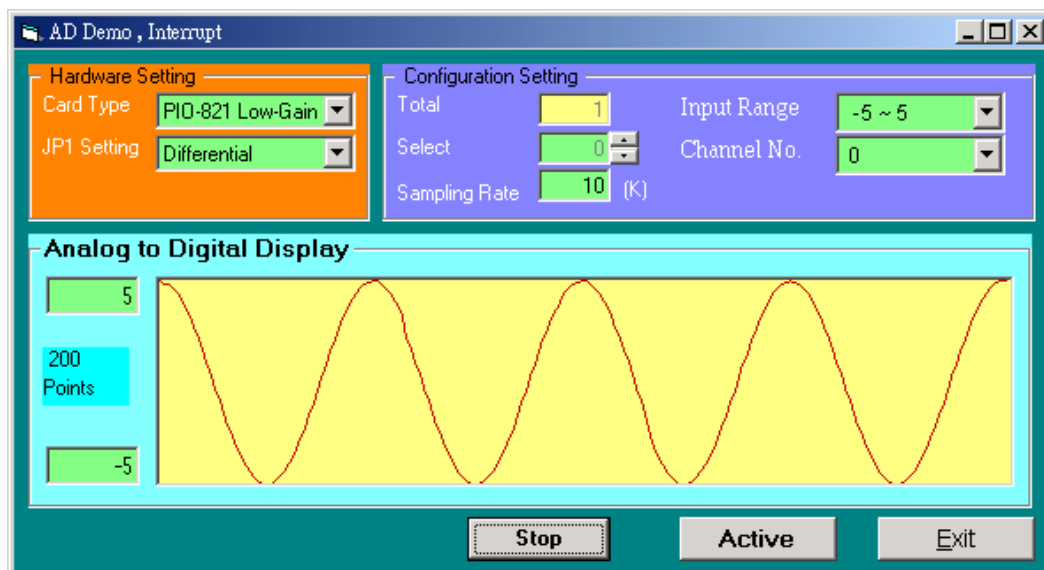 AD Demo , Interrupt
Hardware Setting
Card Type PIO-821 Low-Gain
JP1 Setting Differential
Configuration Setting
Total 1 Input Range -5 ~ 5
Select 0 Channel No. 0
Sampling Rate 10 (K)
Analog to Digital Display
5
200
Points
-5
Stop Active Exit